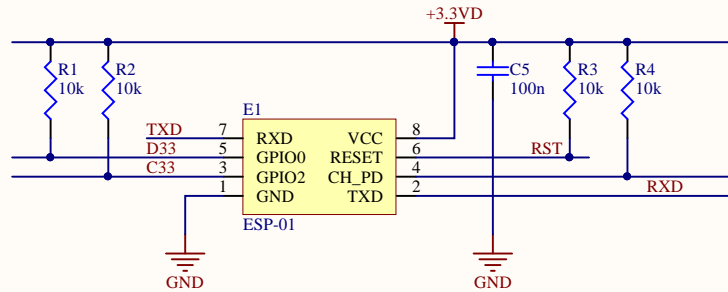 +3.3VD
R1
10k
R2
10k
C5
100n
R3
10k
R4
10k
E1
TXD 7 RXD VCC 8
D33 5 GPIO0 RESET 6 RST
C33 3 GPIO2 CH_PD 4
1 GND TXD 2 RXD
ESP-01
GND GND